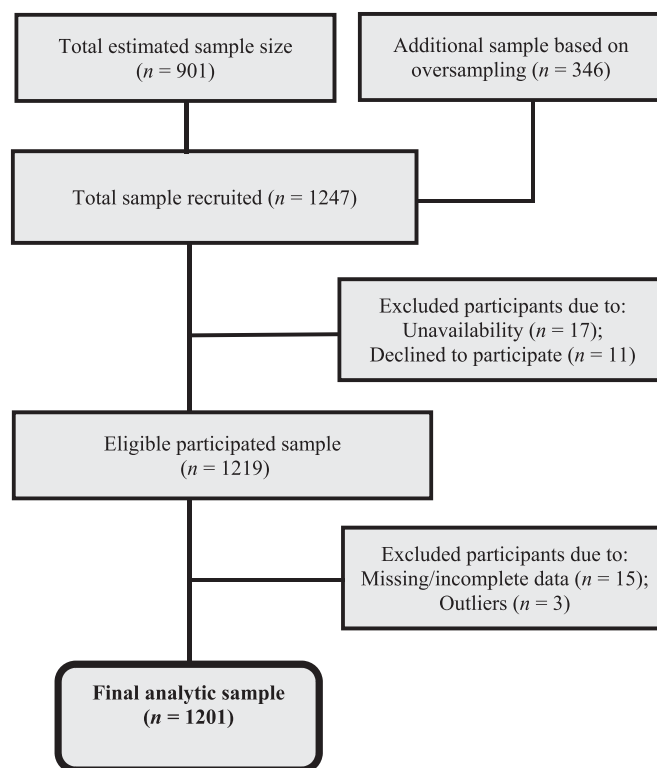 Total estimated sample size
(n = 901)
Additional sample based on
oversampling (n = 346)
Total sample recruited (n = 1247)
Excluded participants due to:
Unavailability (n = 17);
Declined to participate (n = 11)
Eligible participated sample
(n = 1219)
Excluded participants due to:
Missing/incomplete data (n = 15);
Outliers (n = 3)
Final analytic sample
(n = 1201)